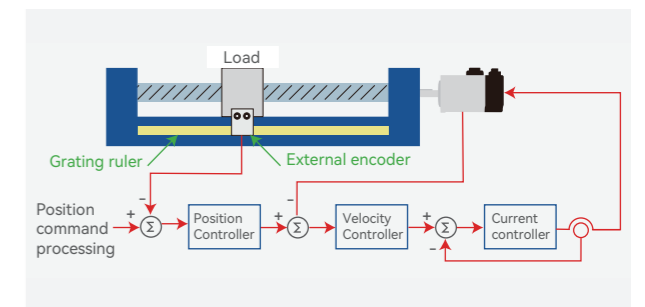 Load
Grating ruler
External encoder
Position
command
processing
+
-
Σ
Position
Controller
+
-
Σ
Velocity
Controller
+
-
Σ
Current
controller